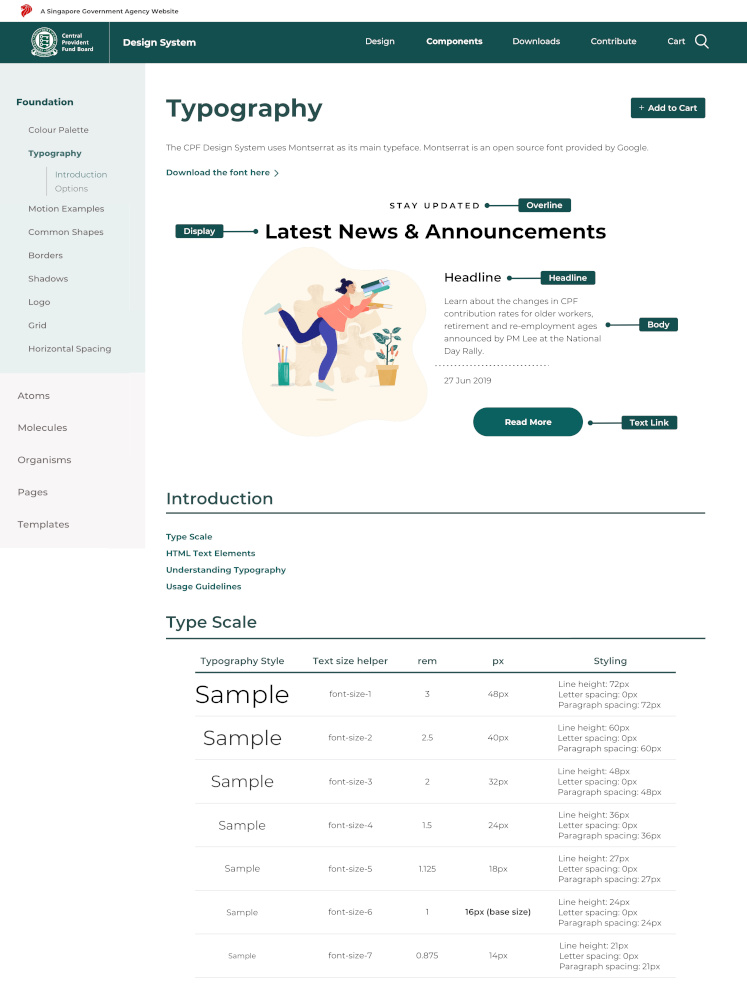 A Singapore Government Agency Website
Central
Provident
Fund Board
Design System
Design
Components
Downloads
Contribute
Cart
Foundation
Colour Palette
Typography
Introduction
Options
Motion Examples
Common Shapes
Borders
Shadows
Logo
Grid
Horizontal Spacing
Atoms
Molecules
Organisms
Pages
Templates
Typography
+ Add to Cart
The CPF Design System uses Montserrat as its main typeface. Montserrat is an open source font provided by Google.
Download the font here >
STAY UPDATED
Overline
Display
Latest News & Announcements
Headline
Headline
Learn about the changes in CPF
contribution rates for older workers,
retirement and re-employment ages
announced by PM Lee at the National
Day Rally.
Body
27 Jun 2019
Read More
Text Link
Introduction
Type Scale
HTML Text Elements
Understanding Typography
Usage Guidelines
Type Scale
Typography Style Text size helper rem px Styling
Sample font-size-1 3 48px
Line height: 72px
Letter spacing: 0px
Paragraph spacing: 72px
Sample font-size-2 2.5 40px
Line height: 60px
Letter spacing: 0px
Paragraph spacing: 60px
Sample font-size-3 2 32px
Line height: 48px
Letter spacing: 0px
Paragraph spacing: 48px
Sample font-size-4 1.5 24px
Line height: 36px
Letter spacing: 0px
Paragraph spacing: 36px
Sample font-size-5 1.125 18px
Line height: 27px
Letter spacing: 0px
Paragraph spacing: 27px
Sample font-size-6 1 16px (base size)
Line height: 24px
Letter spacing: 0px
Paragraph spacing: 24px
Sample font-size-7 0.875 14px
Line height: 21px
Letter spacing: 0px
Paragraph spacing: 21px